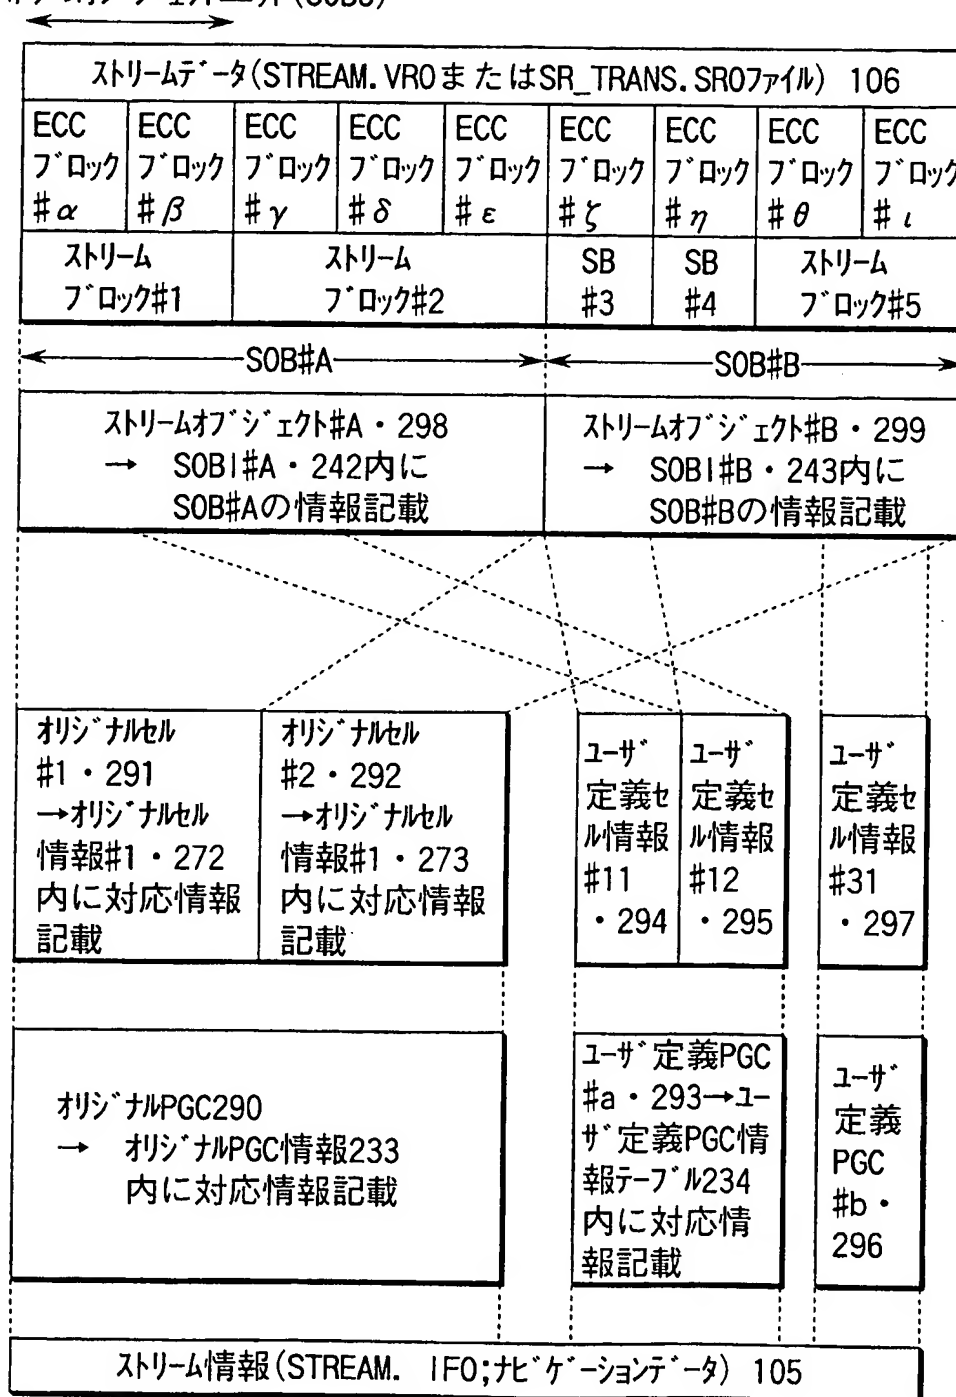 ストリームデータ(STREAM.VROまたはSR_TRANS.SROファイル) 106
ECC ECC ECC ECC ECC ECC ECC ECC ECC
ブロック ブロック ブロック ブロック ブロック ブロック ブロック ブロック ブロック
#α #β #γ #δ #ε #ζ #η #θ #ι
ストリーム
ブロック#1
ストリーム
ブロック#2
SB
#3
SB
#4
ストリーム
ブロック#5
SOB#A
SOB#B
ストリームオブジェクト#A・298
→ SOBI#A・242内に
SOB#Aの情報記載
ストリームオブジェクト#B・299
→ SOBI#B・243内に
SOB#Bの情報記載
オリジナルセル
#1・291
→オリジナルセル
情報#1・272
内に対応情報
記載
オリジナルセル
#2・292
→オリジナルセル
情報#1・273
内に対応情報
記載
ユーザ
定義セ
ル情報
#11
・294
ユーザ
定義セ
ル情報
#12
・295
ユーザ
定義セ
ル情報
#31
・297
オリジナルPGC290
→ オリジナルPGC情報233
内に対応情報記載
ユーザ定義PGC
#a・293→ユー
ザ定義PGC情
報テーブル234
内に対応情
報記載
ユーザ
定義
PGC
#b・
296
ストリーム情報(STREAM. IFO;ナビゲーションデータ) 105